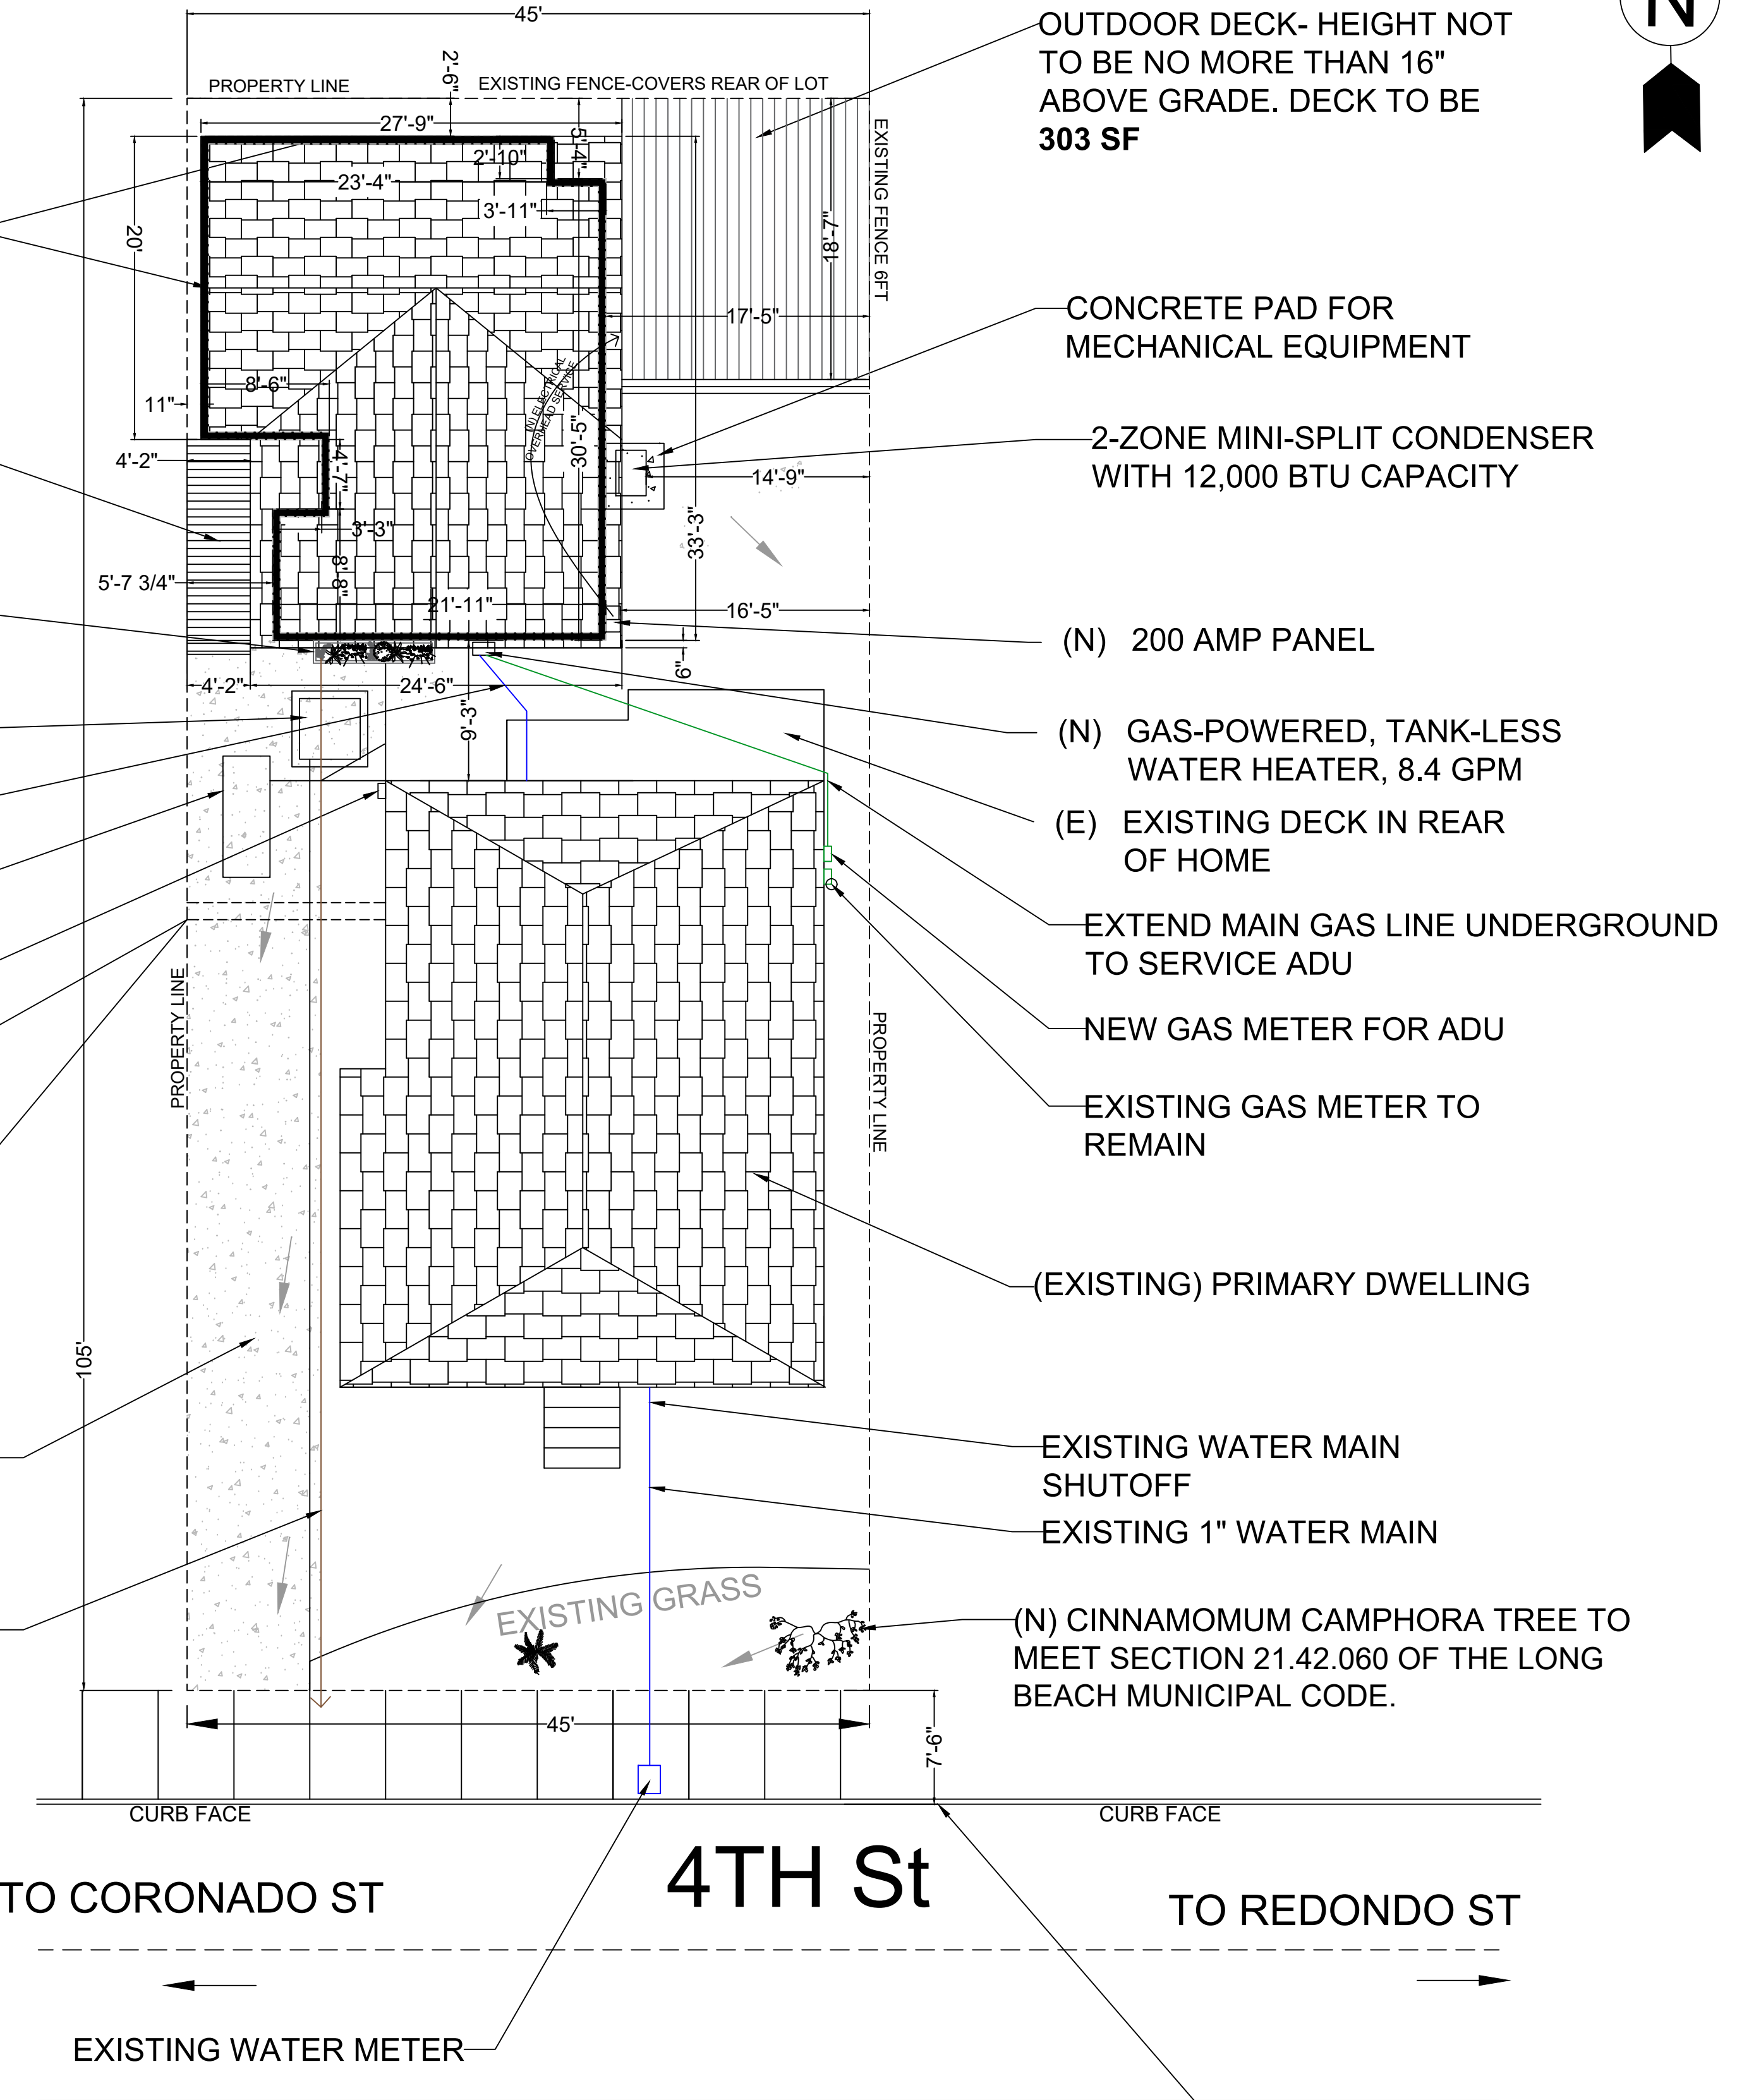 N
45'
OUTDOOR DECK- HEIGHT NOT
TO BE NO MORE THAN 16"
ABOVE GRADE. DECK TO BE
303 SF
2'-6"
PROPERTY LINE
EXISTING FENCE-COVERS REAR OF LOT
27'-9"
5'-4"
2'-10"
23'-4"
3'-11"
20'
18'-7"
EXISTING FENCE 6FT
17'-5"
CONCRETE PAD FOR
MECHANICAL EQUIPMENT
(N) ELECTRICAL
OVERHEAD SERVICE
8'-6"
11"
30'-5"
4'-2"
4'-7"
2-ZONE MINI-SPLIT CONDENSER
WITH 12,000 BTU CAPACITY
14'-9"
3'-3"
33'-3"
5'-7 3/4"
8'-8"
21'-11"
16'-5"
(N) 200 AMP PANEL
6"
4'-2"
24'-6"
9'-3"
(N) GAS-POWERED, TANK-LESS
WATER HEATER, 8.4 GPM
(E) EXISTING DECK IN REAR
OF HOME
EXTEND MAIN GAS LINE UNDERGROUND
TO SERVICE ADU
PROPERTY LINE
PROPERTY LINE
NEW GAS METER FOR ADU
EXISTING GAS METER TO
REMAIN
(EXISTING) PRIMARY DWELLING
105'
EXISTING WATER MAIN
SHUTOFF
EXISTING 1" WATER MAIN
EXISTING GRASS
(N) CINNAMOMUM CAMPHORA TREE TO
MEET SECTION 21.42.060 OF THE LONG
BEACH MUNICIPAL CODE.
45'
7'-6"
CURB FACE
CURB FACE
4TH St
TO CORONADO ST
TO REDONDO ST
EXISTING WATER METER